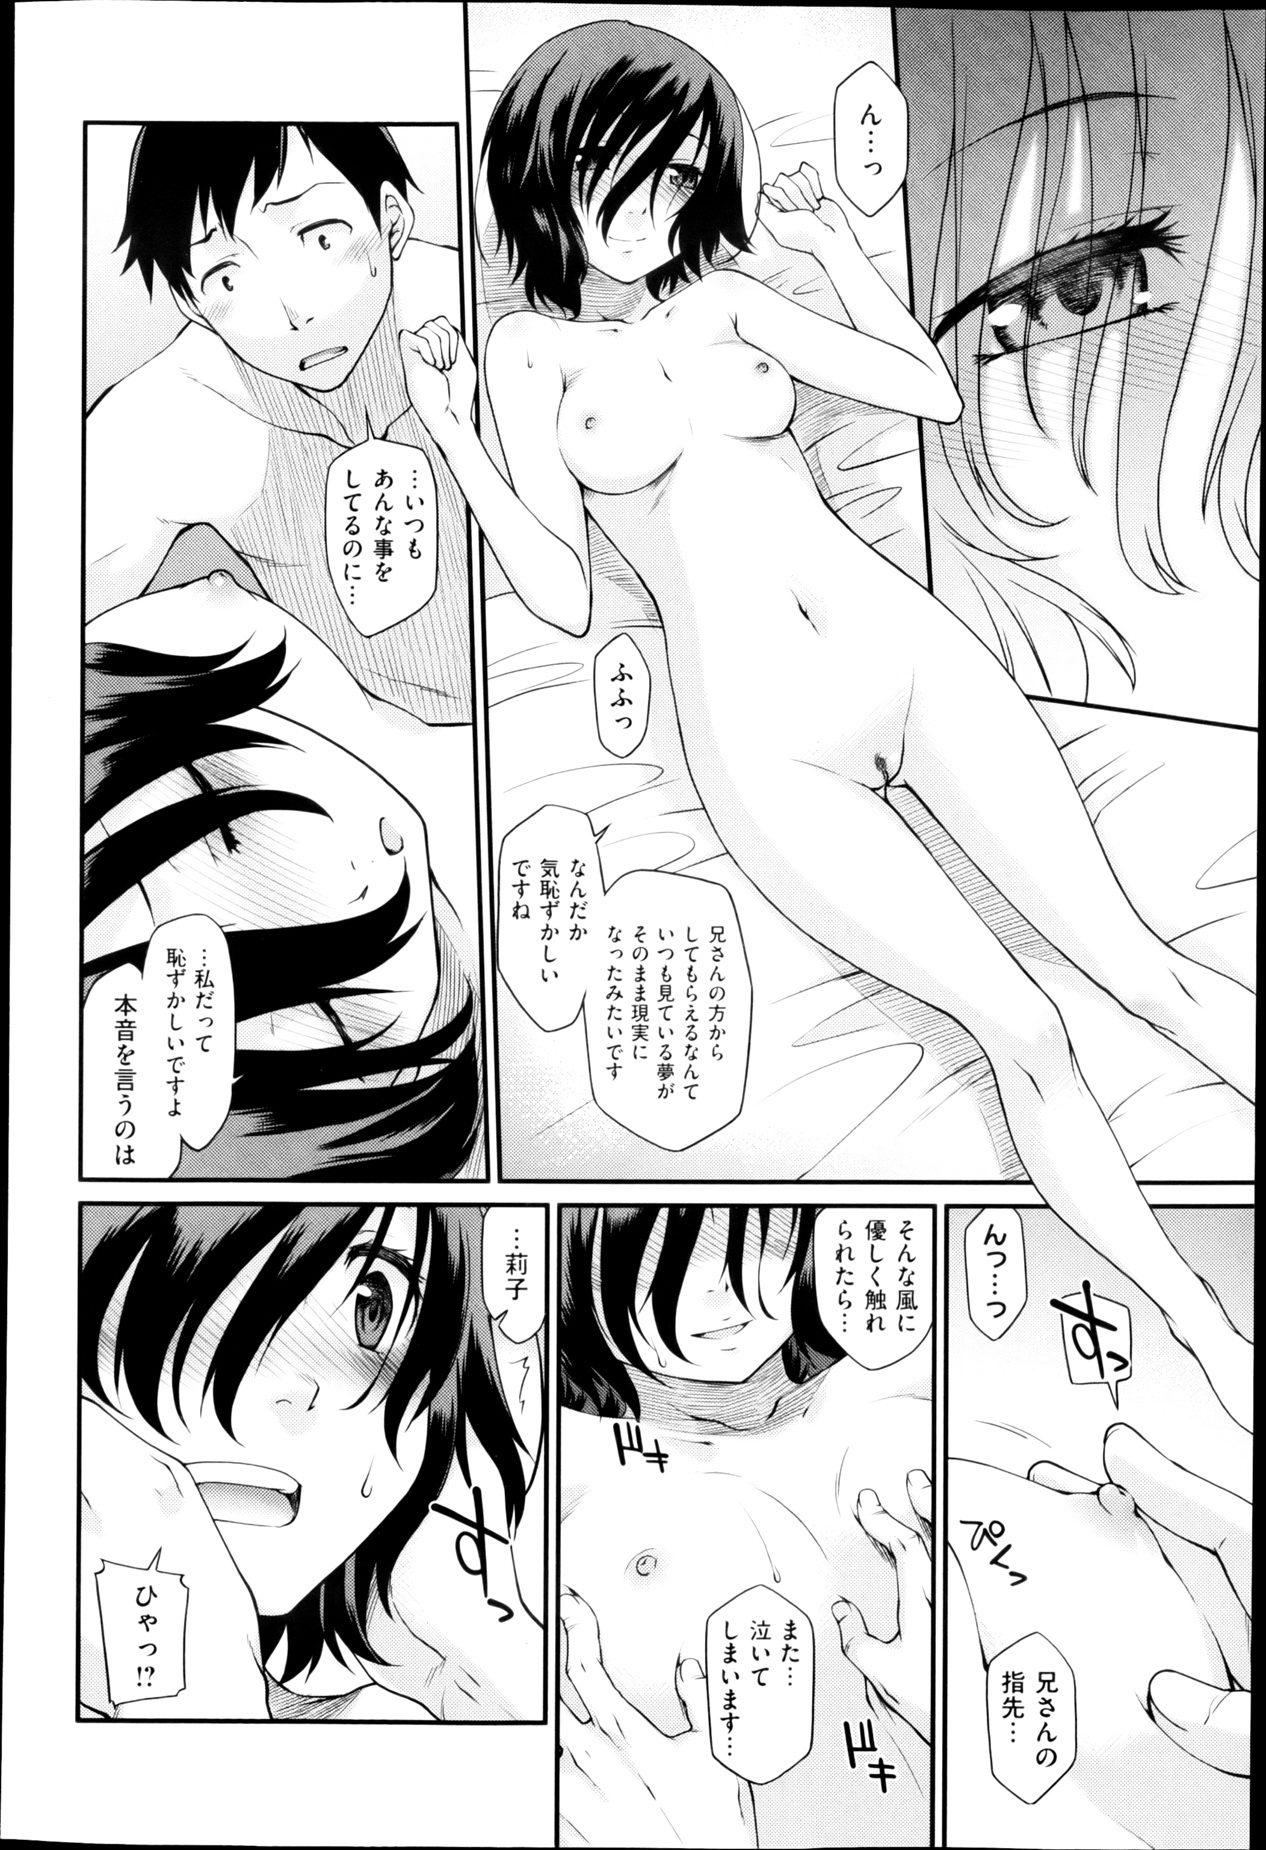 ん…っ
ふふっ
兄さんの方から
してもらえるなんて
いつも見ている夢が
そのまま現実に
なったみたいです
なんだか
気恥ずかしい
ですね
…いつも
あんな事を
してるのに…
…私だって
恥ずかしいですよ
本音を言うのは
んっ…っ
すっ
ぴくっ
兄さんの
指先…
そんな風に
優しく触れ
られたら…
ドキ
また…
泣いて
しまいます…
ドキ
…莉子
すっ
ひゃっ!?